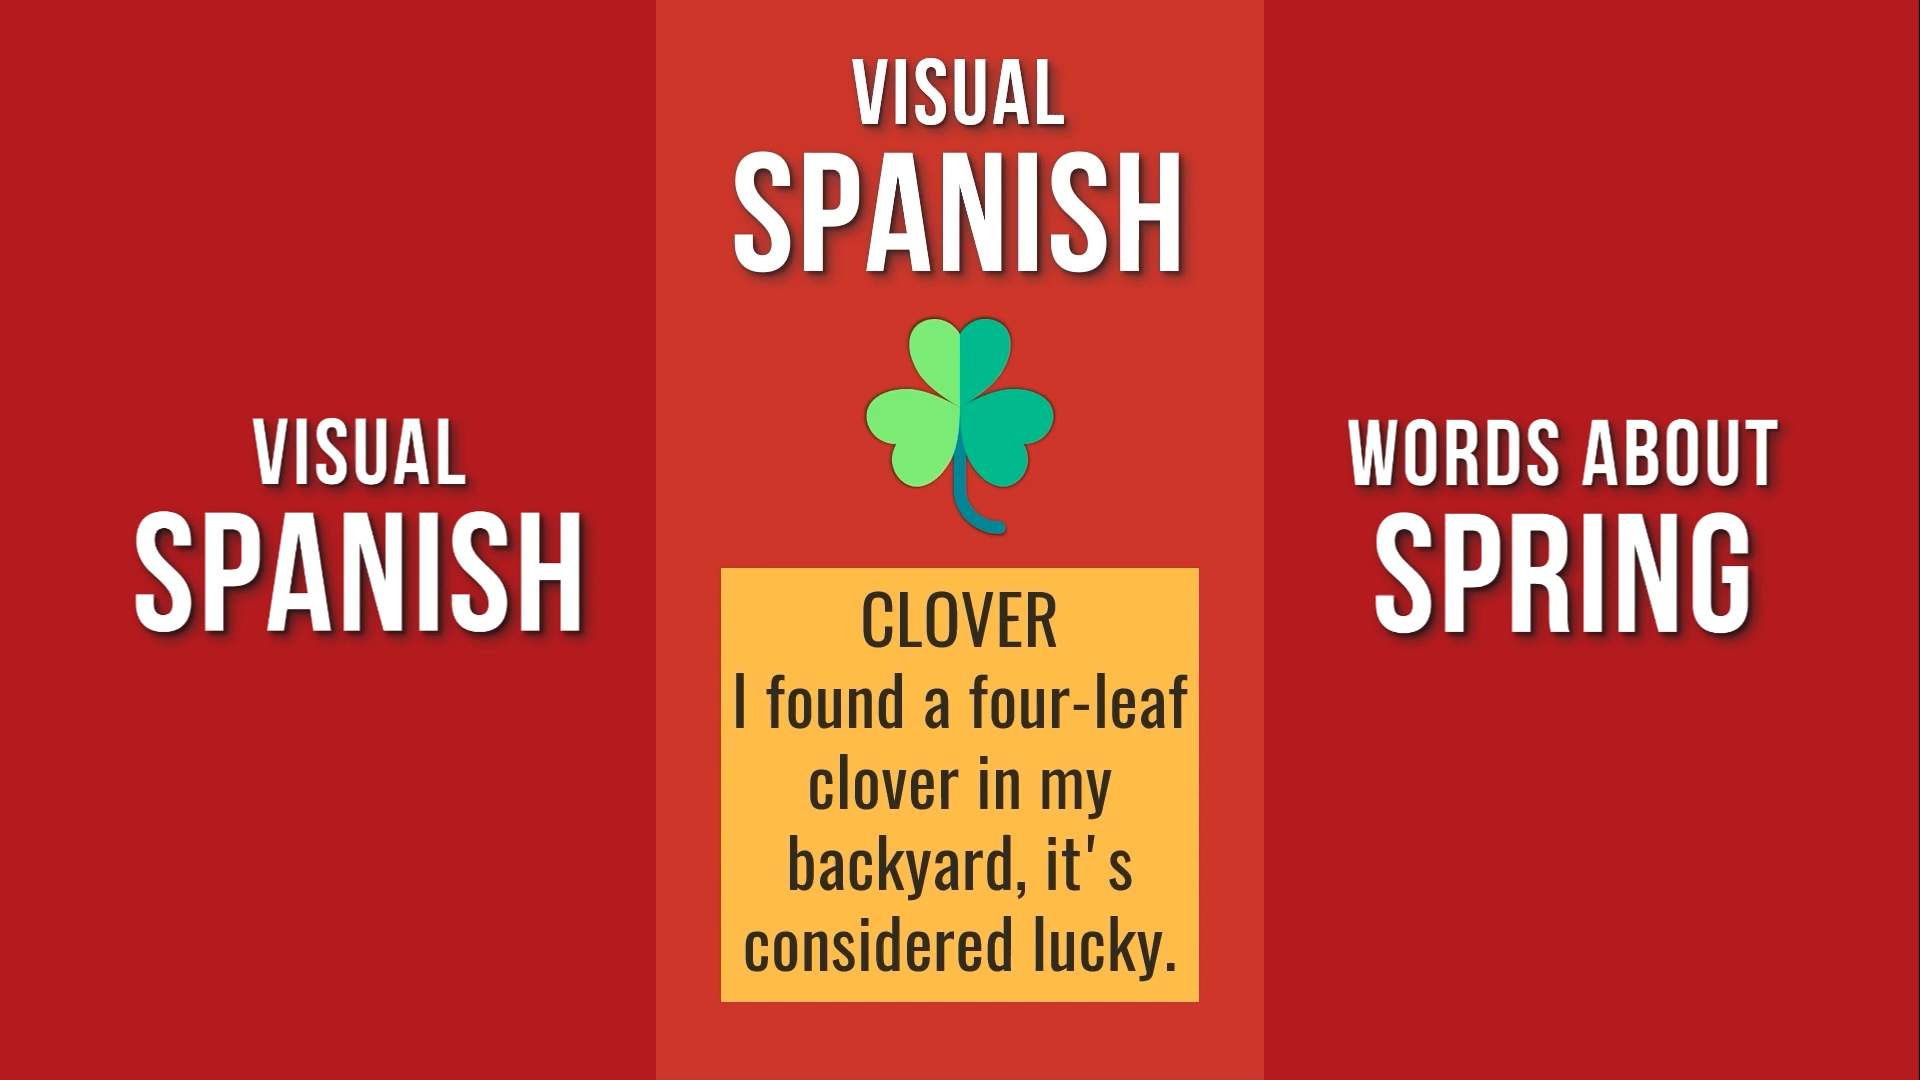 VISUAL
SPANISH
VISUAL
SPANISH
CLOVER
I found a four-leaf
clover in my
backyard, it's
considered lucky.
WORDS ABOUT
SPRING